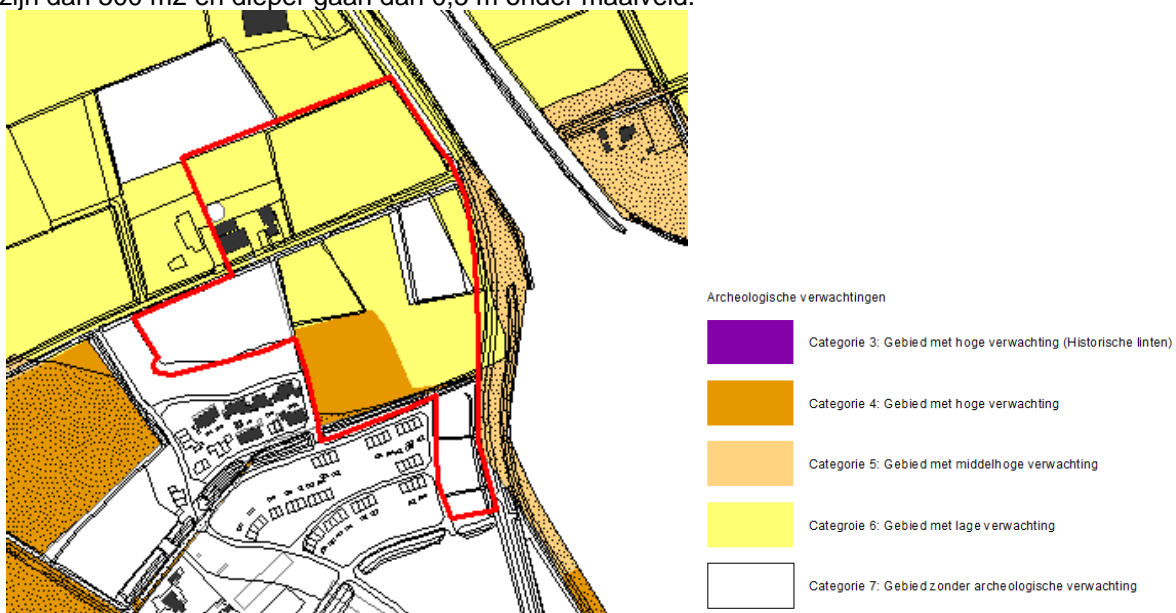 zijn dan 500 m2 en dieper gaan dan 0,5 m onder maaiveld.
Archeologische verwachtingen
Categorie 3: Gebied met hoge verwachting (Historische linten)
Categorie 4: Gebied met hoge verwachting
Categorie 5: Gebied met middelhoge verwachting
Categroie 6: Gebied met lage verwachting
Categorie 7: Gebied zonder archeologische verwachting